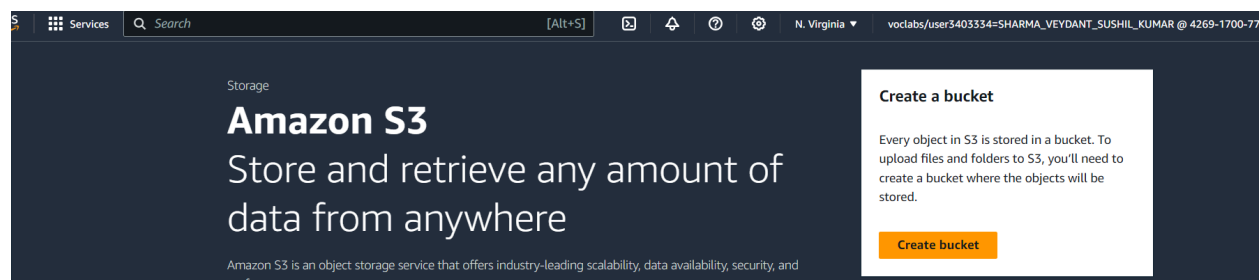 Services
Search
[Alt+S]
N. Virginia
voclabs/user3403334=SHARMA_VEYDANT_SUSHIL_KUMAR @ 4269-1700-77
Storage
Amazon S3
Store and retrieve any amount of
data from anywhere
Amazon S3 is an object storage service that offers industry-leading scalability, data availability, security, and
Create a bucket
Every object in S3 is stored in a bucket. To
upload files and folders to S3, you'll need to
create a bucket where the objects will be
stored.
Create bucket